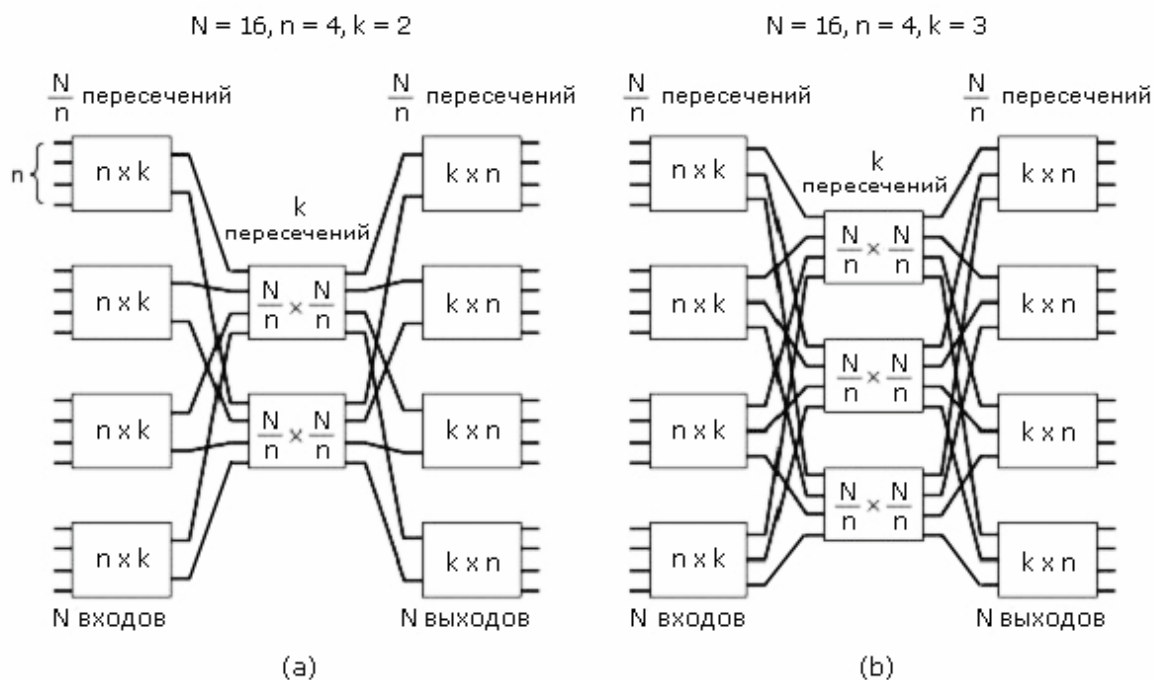 N = 16, n = 4, k = 2
N/n пересечений
N/n пересечений
n
n x k
k x n
k
пересечений
n x k
N/n × N/n
k x n
n x k
N/n × N/n
k x n
n x k
k x n
N входов
N выходов
(a)
N = 16, n = 4, k = 3
N/n пересечений
N/n пересечений
n x k
k x n
k
пересечений
N/n × N/n
n x k
k x n
N/n × N/n
n x k
k x n
N/n × N/n
n x k
k x n
N входов
N выходов
(b)